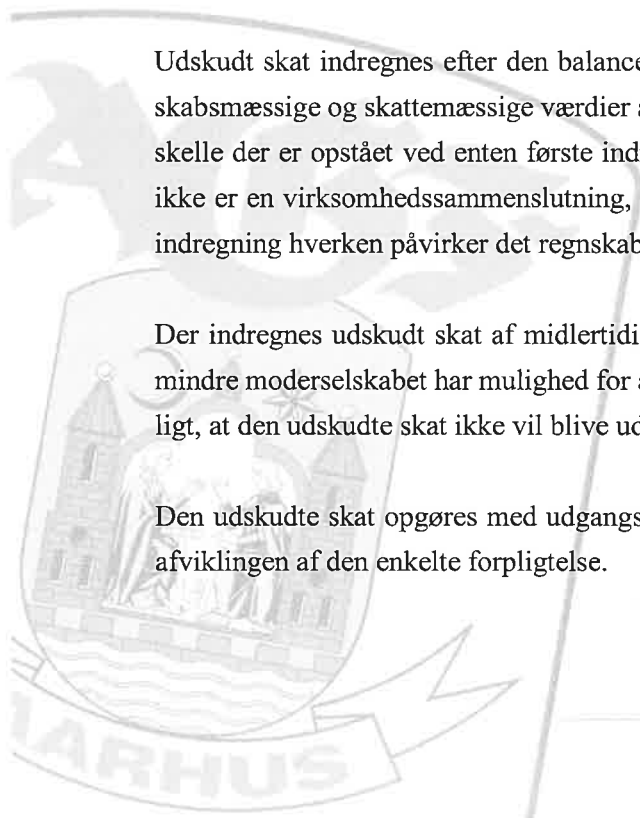 Udskudt skat indregnes efter den balance
skabsmæssige og skattemæssige værdier a
skelle der er opstået ved enten første ind
ikke er en virksomhedssammenslutning,
indregning hverken påvirker det regnskab
Der indregnes udskudt skat af midlertidi
mindre moderselskabet har mulighed for a
ligt, at den udskudte skat ikke vil blive ud
Den udskudte skat opgøres med udgangs
afviklingen af den enkelte forpligtelse.
AGF
AARHUS